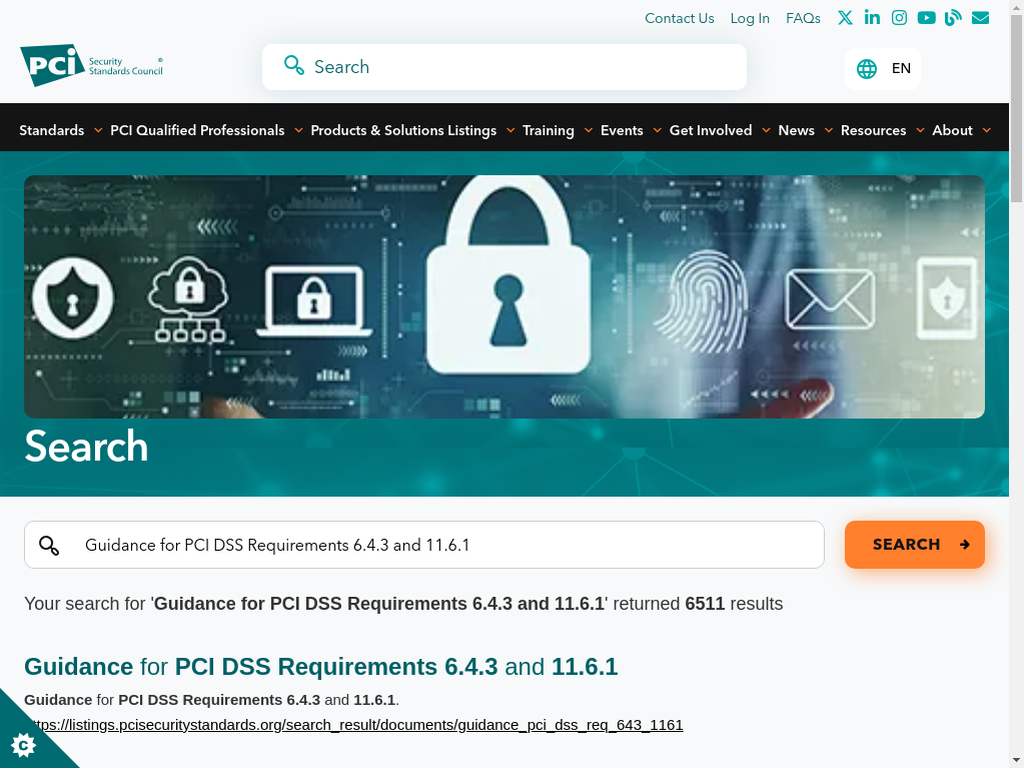 Contact Us Log In FAQs
PCi Security Standards Council ®
Search
EN
Standards PCI Qualified Professionals Products & Solutions Listings Training Events Get Involved News Resources About
Search
Guidance for PCI DSS Requirements 6.4.3 and 11.6.1
SEARCH
Your search for 'Guidance for PCI DSS Requirements 6.4.3 and 11.6.1' returned 6511 results
Guidance for PCI DSS Requirements 6.4.3 and 11.6.1
Guidance for PCI DSS Requirements 6.4.3 and 11.6.1.
ttps://listings.pcisecuritystandards.org/search_result/documents/guidance_pci_dss_req_643_1161